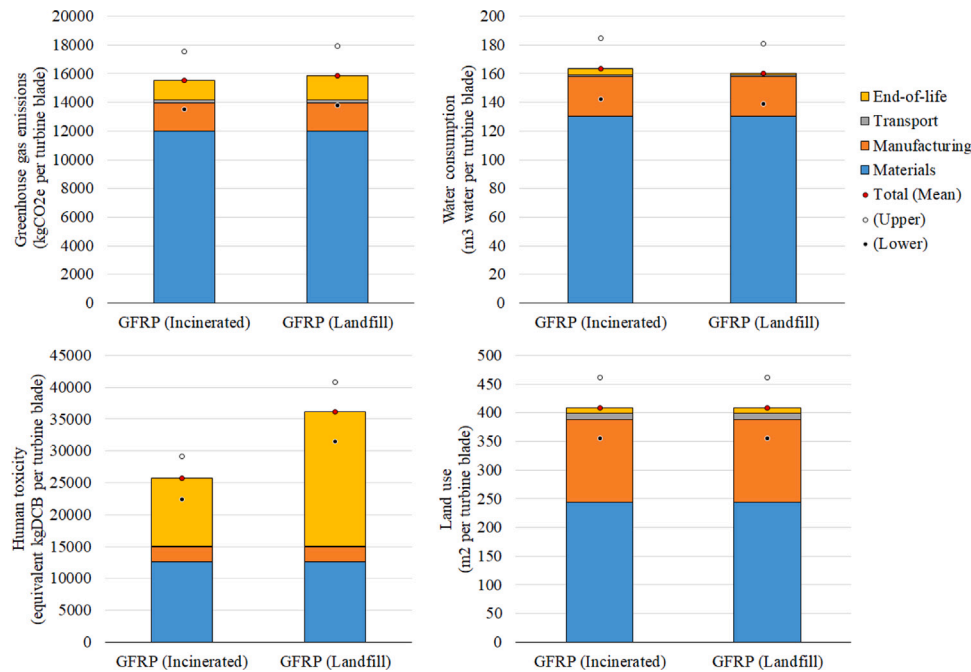 Greenhouse gas emissions
(kgCO2e per turbine blade)
20000
18000
16000
14000
12000
10000
8000
6000
4000
2000
0
GFRP (Incinerated)
GFRP (Landfill)
Water consumption
(m3 water per turbine blade)
200
180
160
140
120
100
80
60
40
20
0
GFRP (Incinerated)
GFRP (Landfill)
End-of-life
Transport
Manufacturing
Materials
Total (Mean)
(Upper)
(Lower)
Human toxicity
(equivalent kgDCB per turbine blade)
45000
40000
35000
30000
25000
20000
15000
10000
5000
0
GFRP (Incinerated)
GFRP (Landfill)
Land use
(m2 per turbine blade)
500
450
400
350
300
250
200
150
100
50
0
GFRP (Incinerated)
GFRP (Landfill)